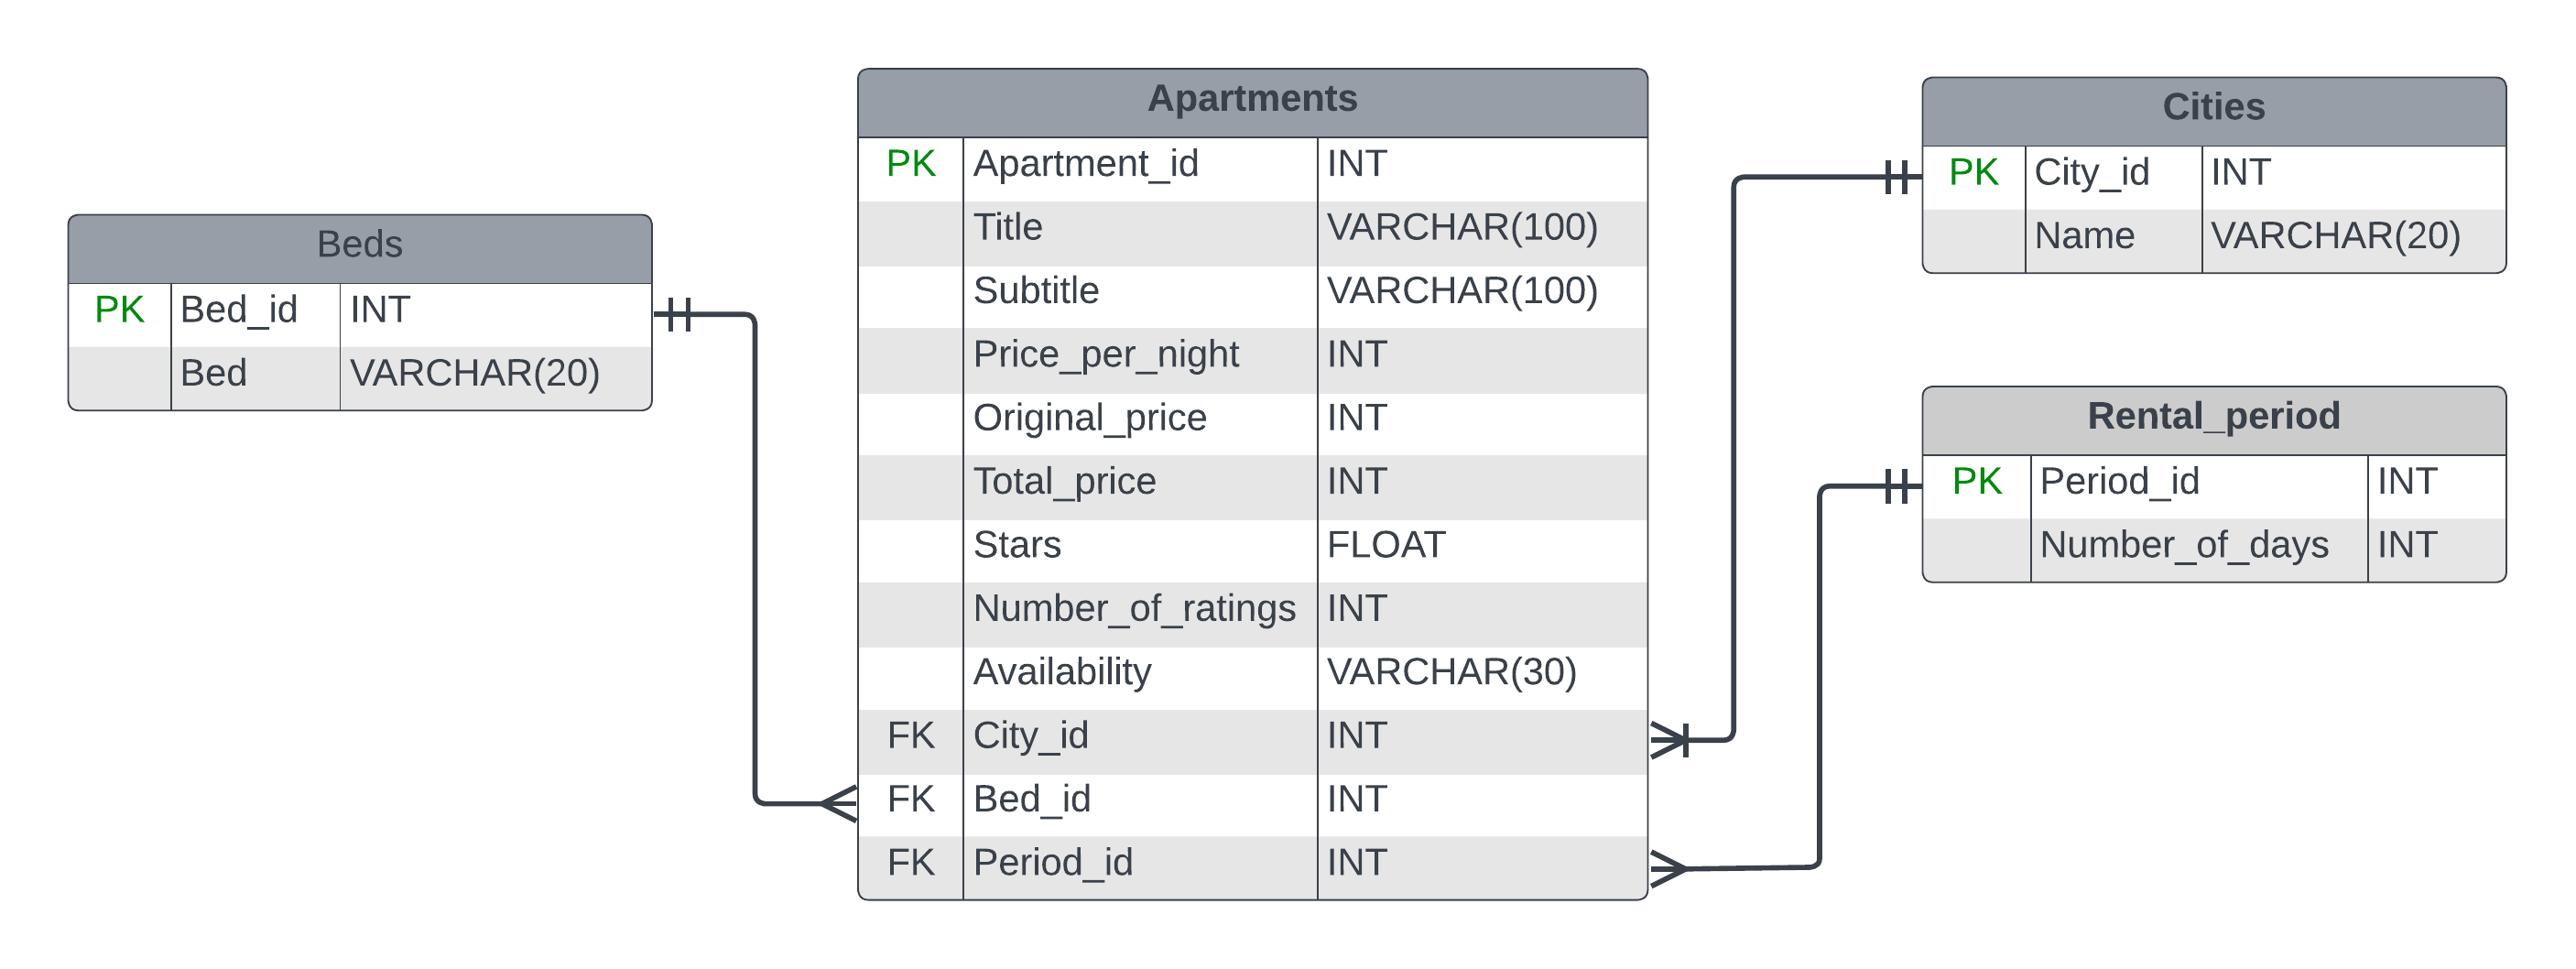 Beds
PK Bed_id INT
Bed VARCHAR(20)
Apartments
PK Apartment_id INT
Title VARCHAR(100)
Subtitle VARCHAR(100)
Price_per_night INT
Original_price INT
Total_price INT
Stars FLOAT
Number_of_ratings INT
Availability VARCHAR(30)
FK City_id INT
FK Bed_id INT
FK Period_id INT
Cities
PK City_id INT
Name VARCHAR(20)
Rental_period
PK Period_id INT
Number_of_days INT